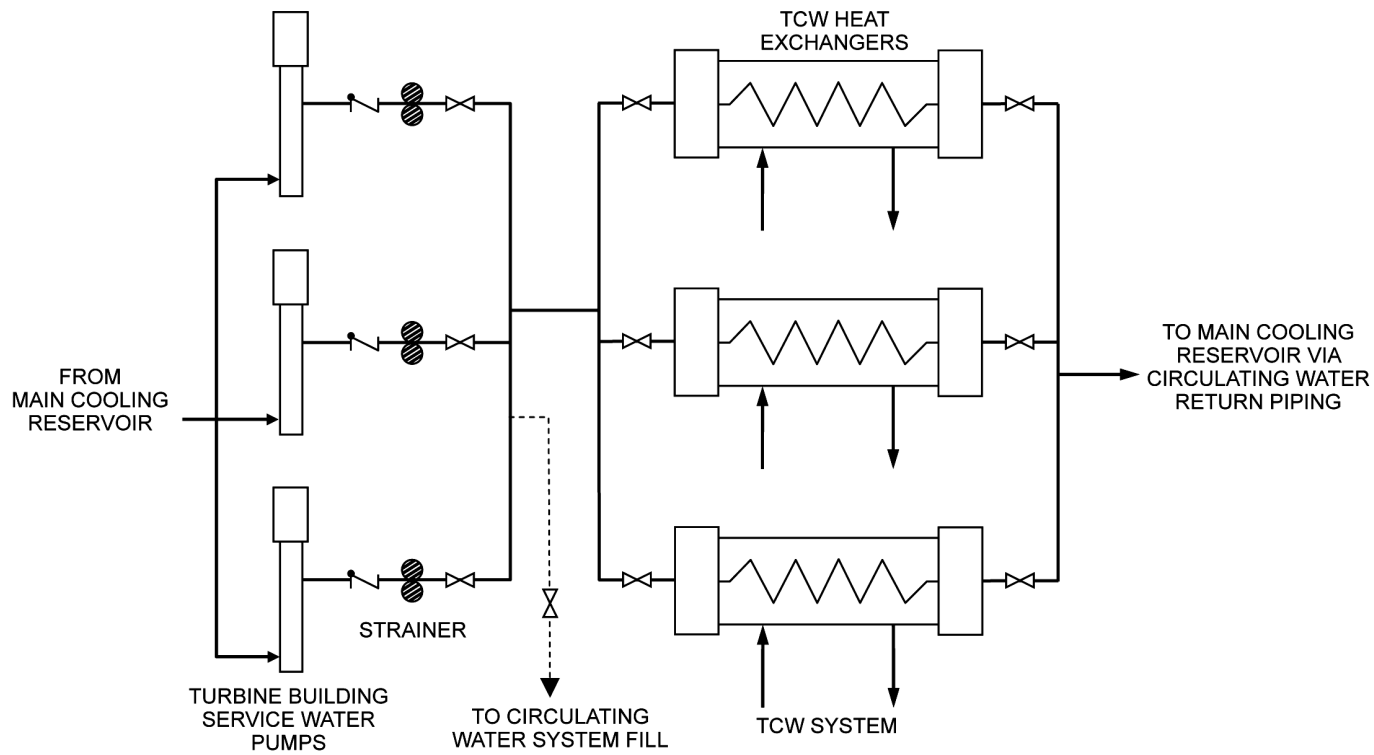 TCW HEAT
EXCHANGERS
FROM
MAIN COOLING
RESERVOIR
TO MAIN COOLING
RESERVOIR VIA
CIRCULATING WATER
RETURN PIPING
STRAINER
TURBINE BUILDING
SERVICE WATER
PUMPS
TO CIRCULATING
WATER SYSTEM FILL
TCW SYSTEM